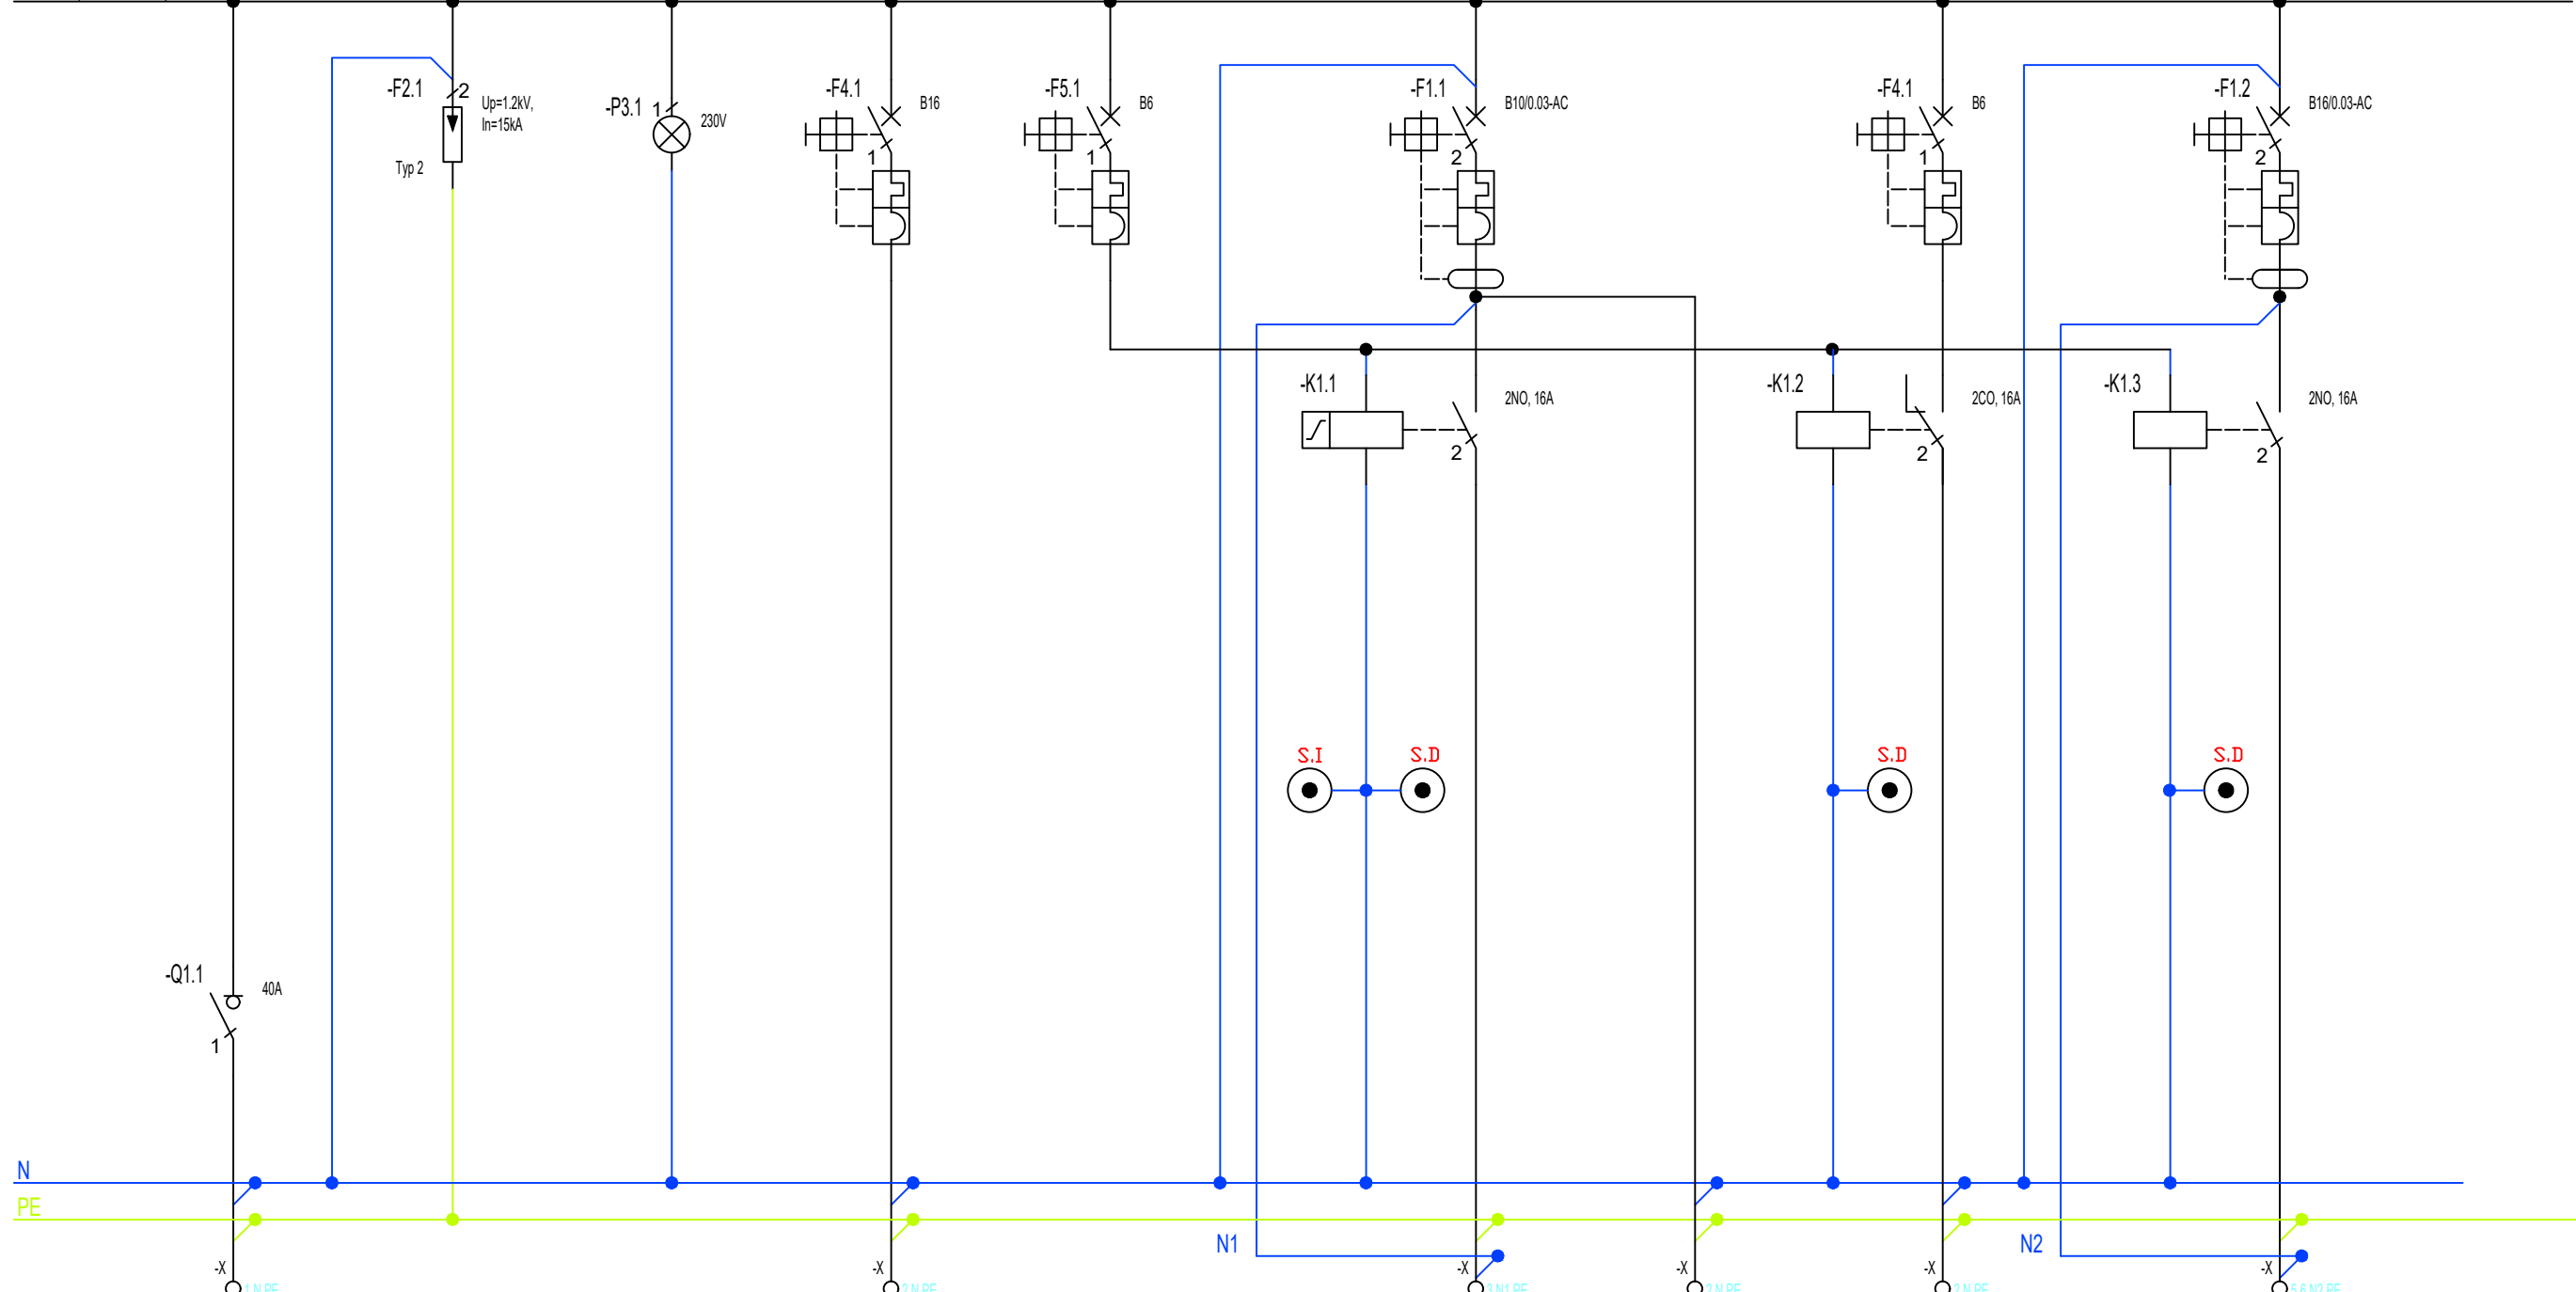 -F2.1
2
Up=1.2kV,
In=15kA
Typ 2
-P3.1
1
230V
-F4.1
B16
1
-F5.1
B6
1
-F1.1
B10/0.03-AC
2
-F4.1
B6
1
-F1.2
B16/0.03-AC
2
-K1.1
2NO, 16A
2
-K1.2
2CO, 16A
2
-K1.3
2NO, 16A
2
S.I
S.D
S.D
S.D
-Q1.1
40A
1
N
PE
N1
N2
-X
-X
-X
-X
-X
-X